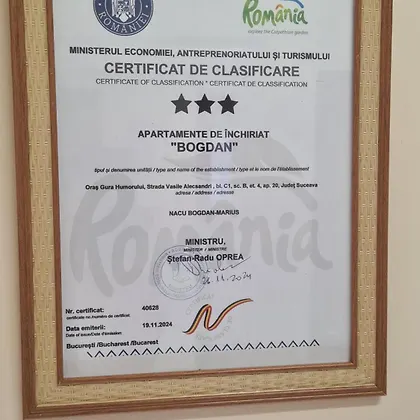 ROMÂNIEI
România
explore the Carpathian garden
MINISTERUL ECONOMIEI, ANTREPRENORIATULUI ȘI TURISMULUI
CERTIFICAT DE CLASIFICARE
CERTIFICATE OF CLASSIFICATION * CERTIFICAT DE CLASSIFICATION
APARTAMENTE DE ÎNCHIRIAT
"BOGDAN"
tipul și denumirea unității / type and name of the establishment / type et le nom de l'établissement
Oraș Gura Humorului, Strada Vasile Alecsandri , bl. C1, sc. B, et. 4, ap. 20, Județ Suceava
adresa / address / adresse
NACU BOGDAN-MARIUS
România
MINISTRU,
MINISTER / MINISTRE
Ștefan-Radu OPREA
26.11.2024
Nr. certificat: 40628
certificate no./numéro de certificat.
Data emiterii: 19.11.2024
Date of issue/Date d'émission:
București /Bucharest /Bucarest